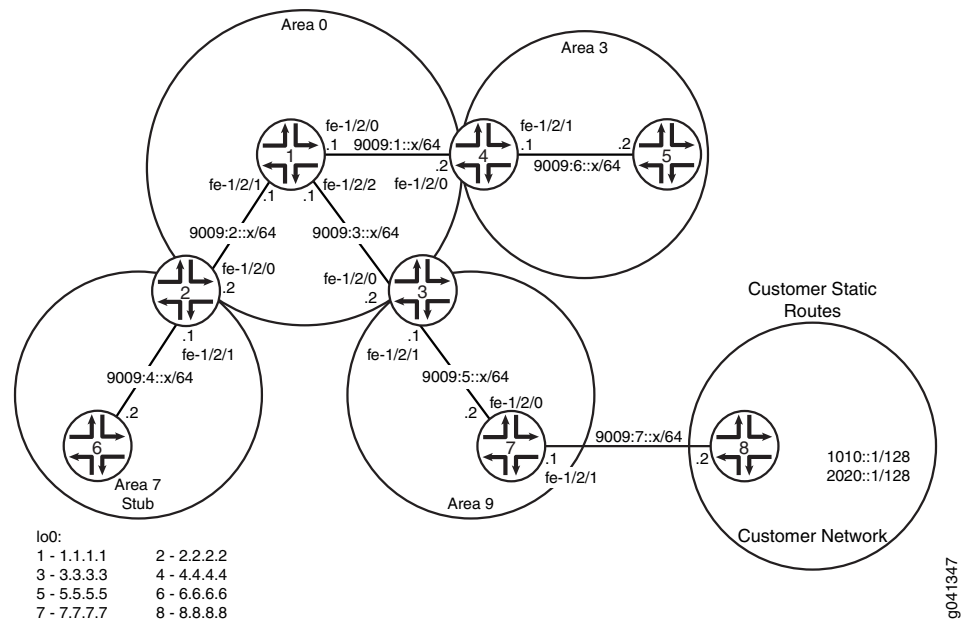 Area 0
Area 3
fe-1/2/0
fe-1/2/1
.1
9009:1::x/64
.1
.2
1
4
5
.2
9009:6::x/64
fe-1/2/1
fe-1/2/2
fe-1/2/0
.1
.1
9009:2::x/64
9009:3::x/64
fe-1/2/0
fe-1/2/0
2
.2
.2
3
Customer Static
Routes
.1
.1
fe-1/2/1
fe-1/2/1
9009:4::x/64
9009:5::x/64
.2
.2
fe-1/2/0
9009:7::x/64
6
7
8
.1
.2
1010::1/128
fe-1/2/1
2020::1/128
Area 7
Stub
Area 9
Customer Network
lo0:
1 - 1.1.1.1 2 - 2.2.2.2
3 - 3.3.3.3 4 - 4.4.4.4
5 - 5.5.5.5 6 - 6.6.6.6
7 - 7.7.7.7 8 - 8.8.8.8
g041347